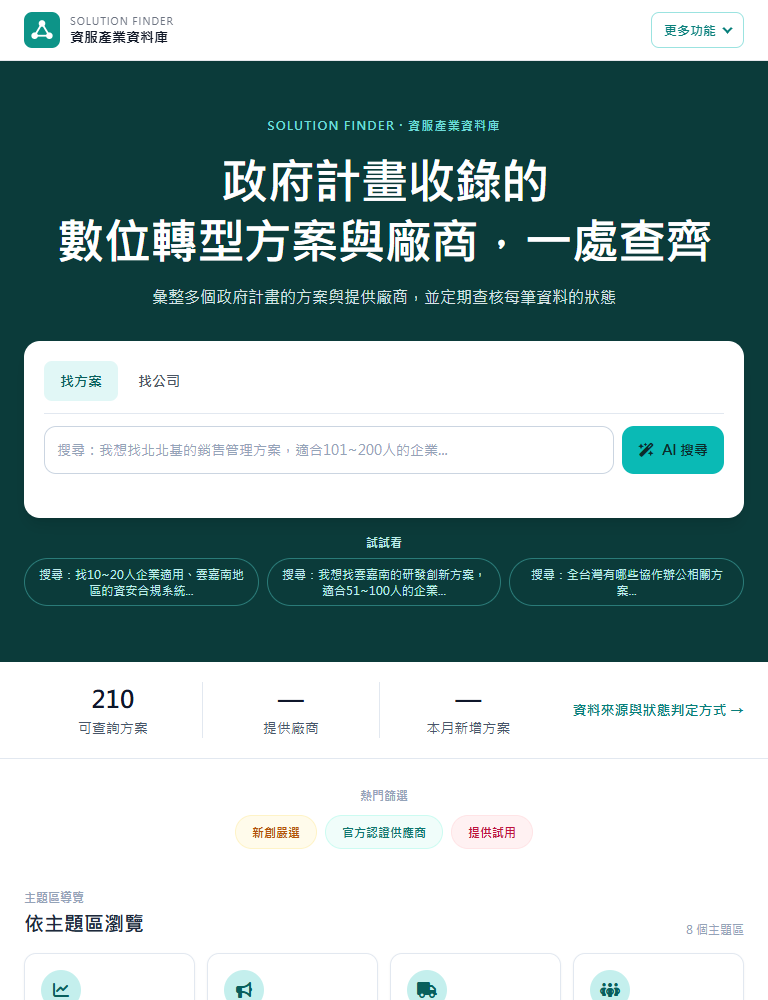 SOLUTION FINDER
資服產業資料庫
更多功能
SOLUTION FINDER · 資服產業資料庫
政府計畫收錄的
數位轉型方案與廠商，一處查齊
彙整多個政府計畫的方案與提供廠商，並定期查核每筆資料的狀態
找方案
找公司
搜尋：我想找北北基的銷售管理方案，適合101~200人的企業...
AI 搜尋
試試看
搜尋：找10~20人企業適用、雲嘉南地
區的資安合規系統...
搜尋：我想找雲嘉南的研發創新方案，
適合51~100人的企業...
搜尋：全台灣有哪些協作辦公相關方
案...
210
可查詢方案
—
提供廠商
—
本月新增方案
資料來源與狀態判定方式 →
熱門篩選
新創嚴選
官方認證供應商
提供試用
主題區導覽
依主題區瀏覽
8 個主題區